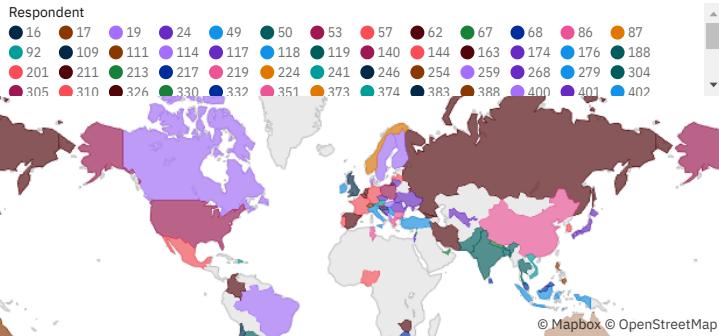 Respondent
16 17 19 24 49 50 53 57 62 67 68 86 87
92 109 111 114 117 118 119 140 144 163 174 176 188
201 211 213 217 219 224 241 246 254 259 268 279 304
305 310 326 330 332 351 373 374 383 388 400 401 402
© Mapbox © OpenStreetMap